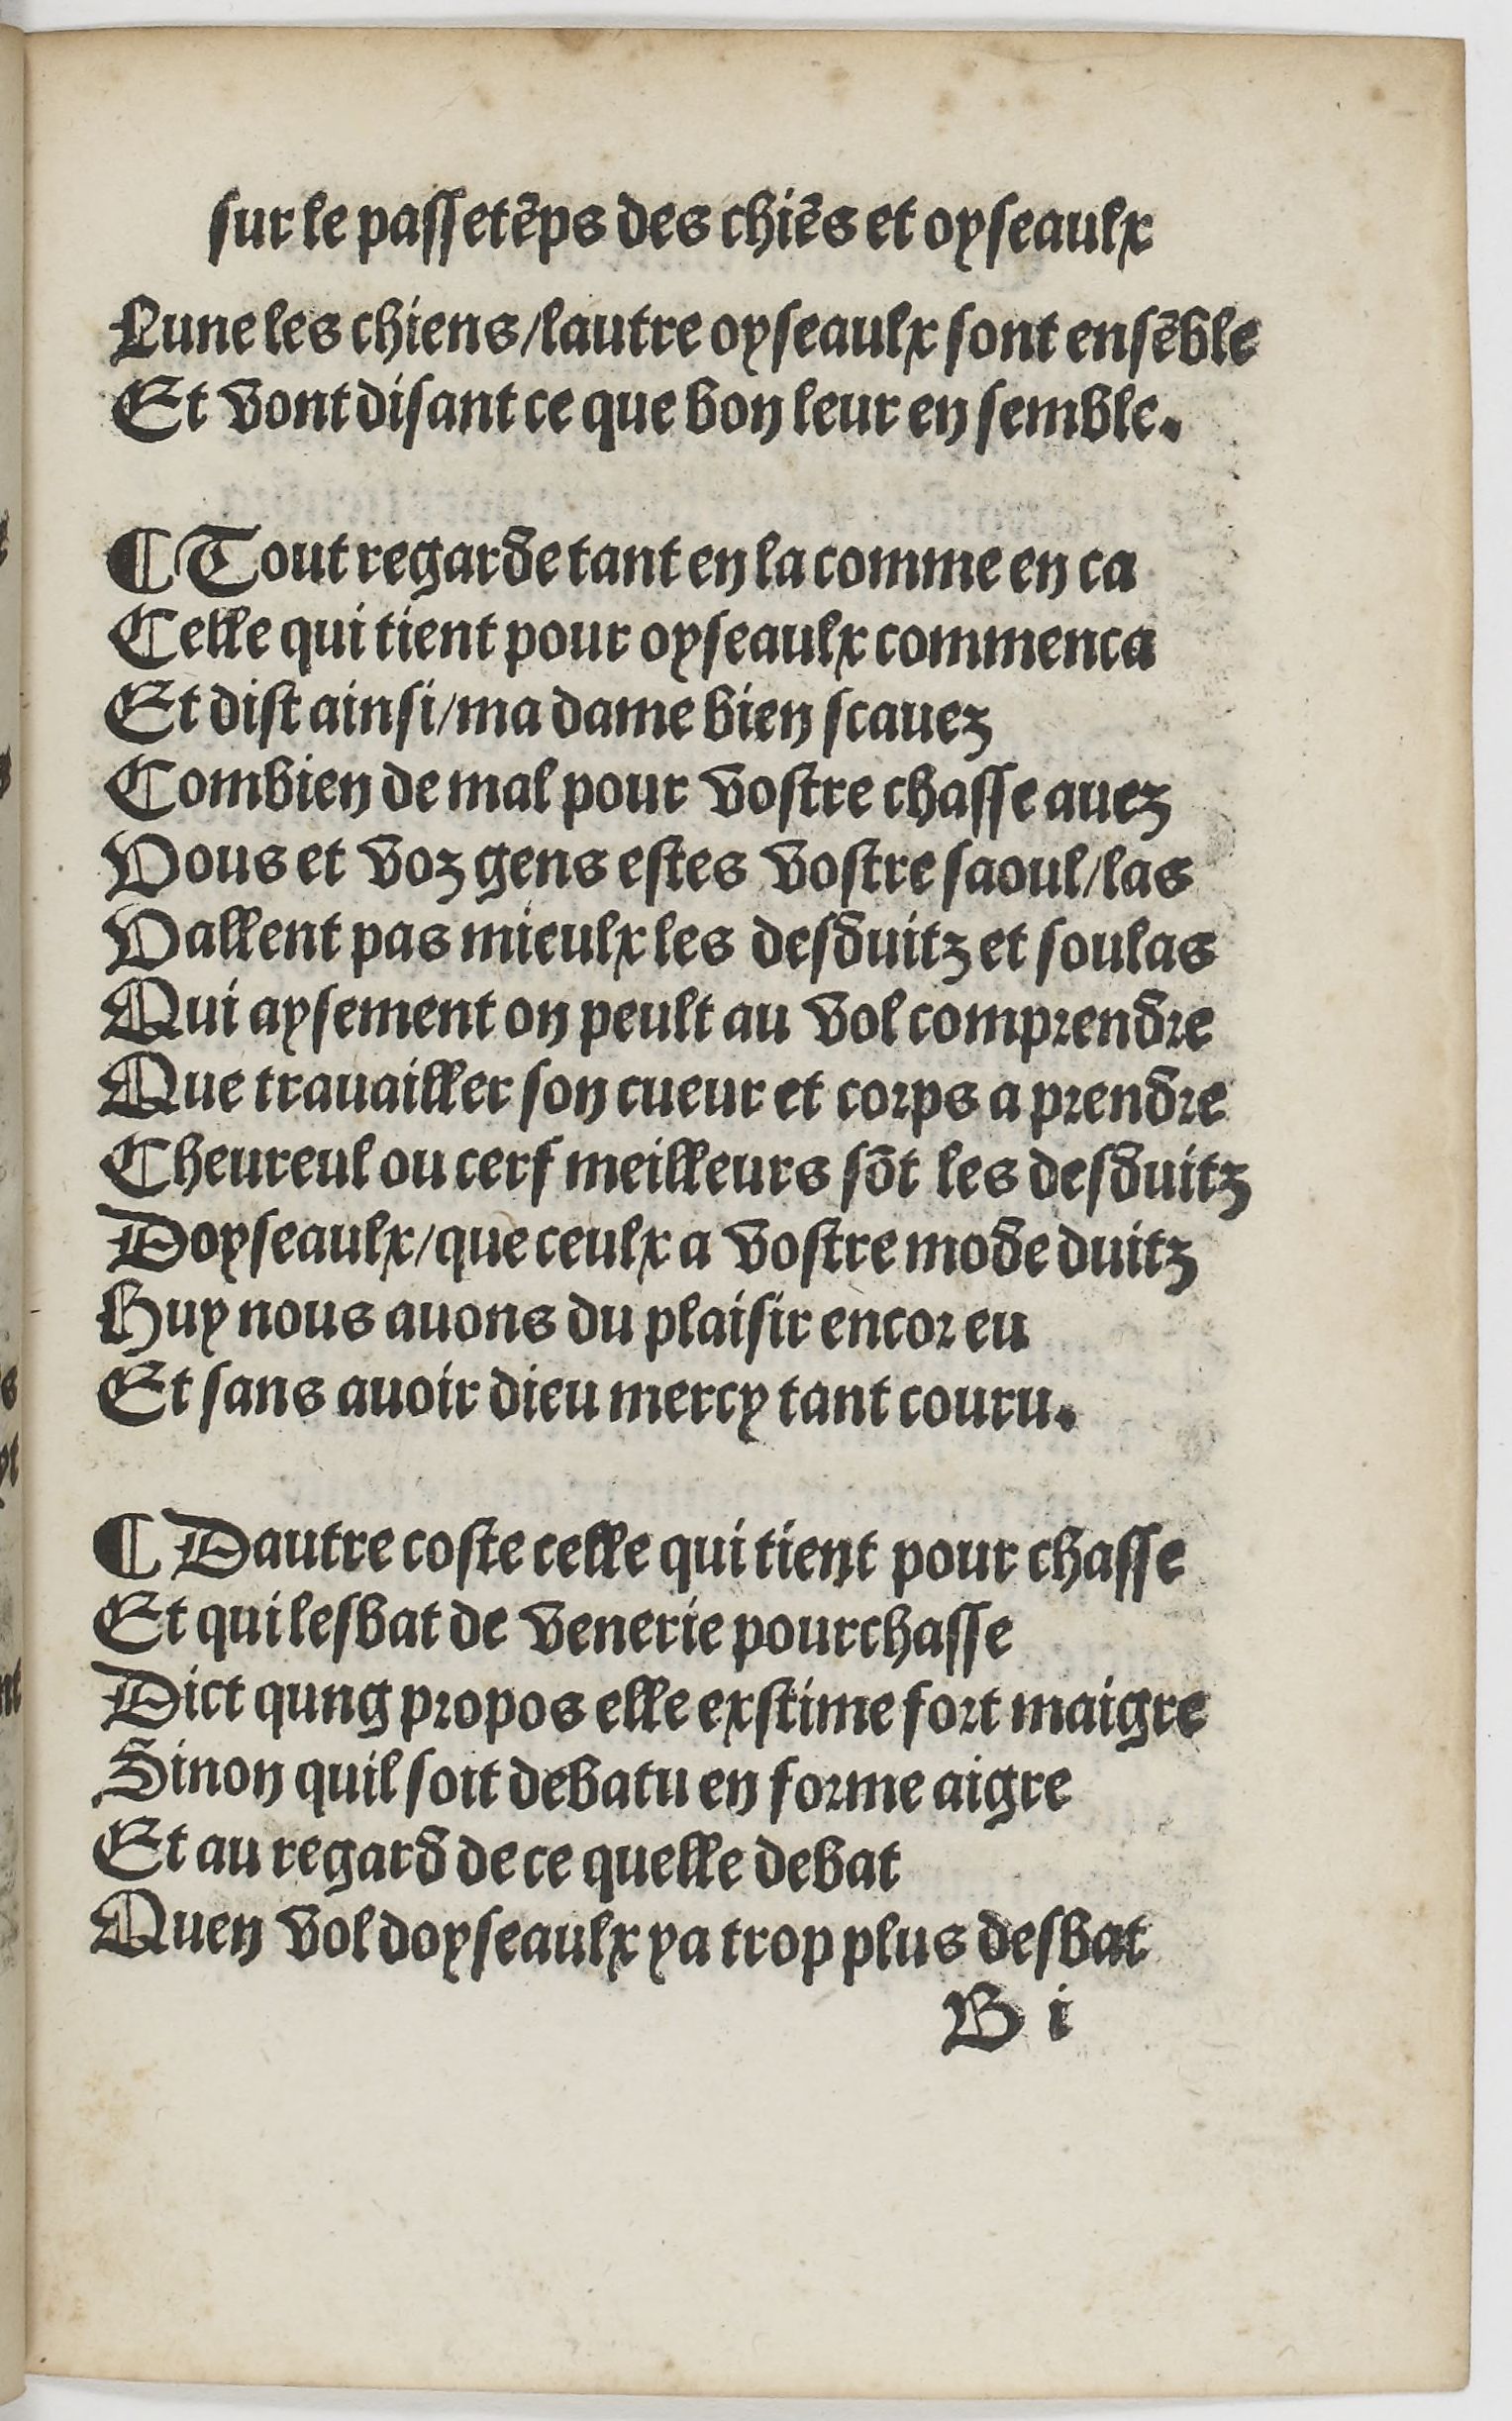 sur le passetẽps des chiẽs et oyseaulx
Lune les chiens/lautre oyseaulx sont ensẽble
Et vont disant ce que bon leur en semble.
¶ Tout regarde tant en la comme en ca
Celle qui tient pour oyseaulx commenca
Et dist ainsi/ma dame bien scauez
Combien de mal pour vostre chasse auez
Vous et voz gens estes vostre saoul/las
Vallent pas mieulx les desduitz et soulas
Qui aysement on peult au vol comprendre
Que trauailler son cueur et corps a prendre
Cheureul ou cerf meilleurs sõt les desduitz
Doyseaulx/que ceulx a vostre mode duitz
Huy nous auons du plaisir encor eu
Et sans auoir dieu mercy tant couru.
¶ Dautre coste celle qui tient pour chasse
Et qui lesbat de venerie pourchasse
Dict qung propos elle exstime fort maigre
Sinon quil soit debatu en forme aigre
Et au regard de ce quelle debat
Quen vol doyseaulx ya trop plus desbat
B i